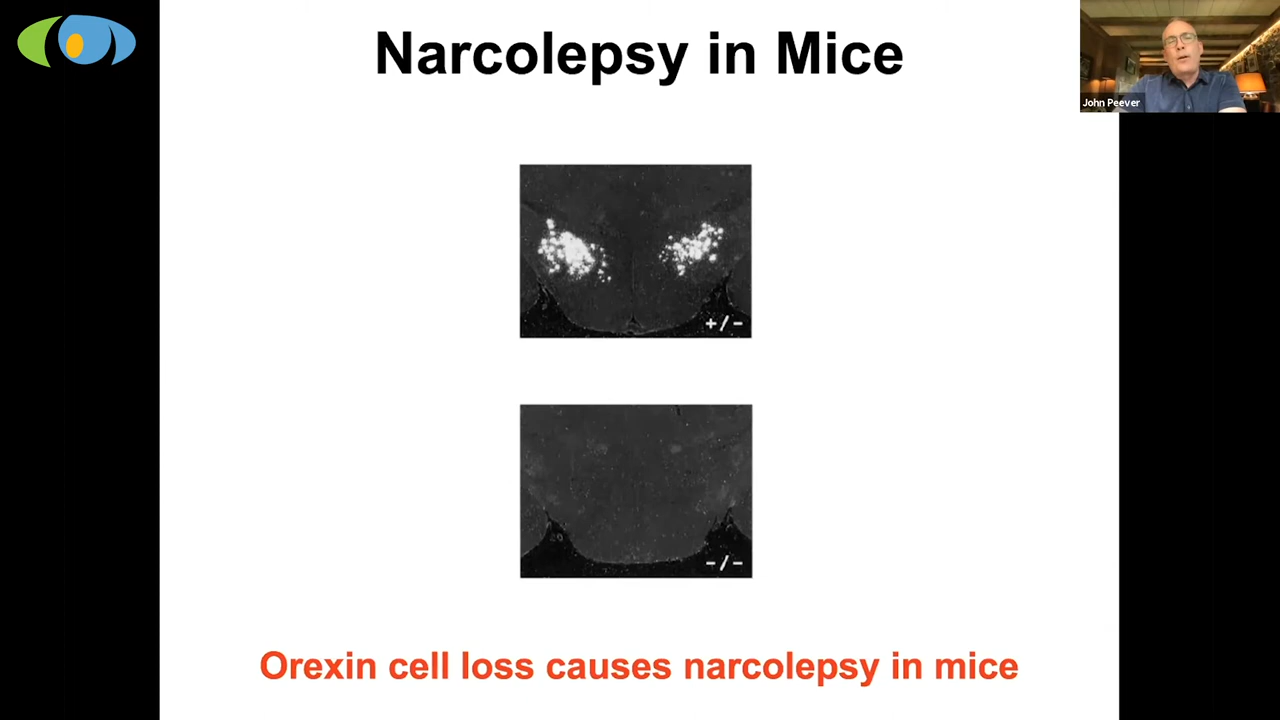 Narcolepsy in Mice
John Peever
+/−
−/−
Orexin cell loss causes narcolepsy in mice